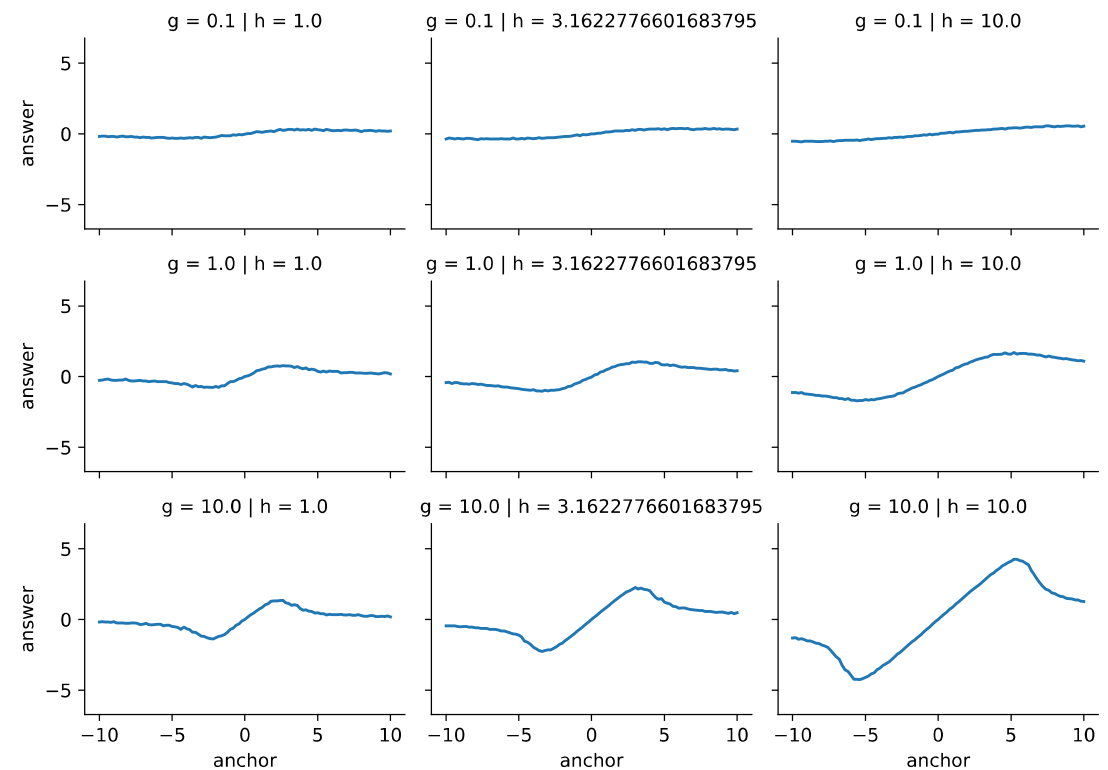 g = 0.1 | h = 1.0
g = 0.1 | h = 3.1622776601683795
g = 0.1 | h = 10.0
answer
5
0
−5
g = 1.0 | h = 1.0
g = 1.0 | h = 3.1622776601683795
g = 1.0 | h = 10.0
answer
5
0
−5
g = 10.0 | h = 1.0
g = 10.0 | h = 3.1622776601683795
g = 10.0 | h = 10.0
answer
5
0
−5
−10 −5 0 5 10
−10 −5 0 5 10
−10 −5 0 5 10
anchor
anchor
anchor